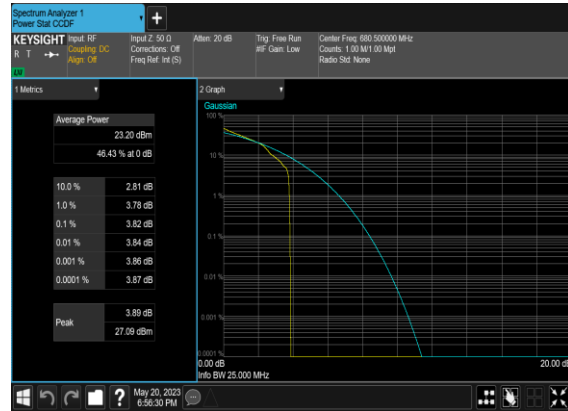 Spectrum Analyzer 1
Power Stat CCDF
KEYSIGHT
R T
Input: RF
Coupling: DC
Align: Off
Input Z: 50 Ω
Corrections: Off
Freq Ref: Int (S)
Atten: 20 dB
Trig: Free Run
#IF Gain: Low
Center Freq: 680.500000 MHz
Counts: 1.00 M/1.00 Mpt
Radio Std: None
1 Metrics
Average Power
23.20 dBm
46.43 % at 0 dB
10.0 % 2.81 dB
1.0 % 3.78 dB
0.1 % 3.82 dB
0.01 % 3.84 dB
0.001 % 3.86 dB
0.0001 % 3.87 dB
Peak
3.89 dB
27.09 dBm
2 Graph
Gaussian
100 %
10 %
1 %
0.1 %
0.01 %
0.001 %
0.0001 %
0.00 dB
20.00 dB
Info BW 25.000 MHz
?
May 20, 2023
6:56:30 PM